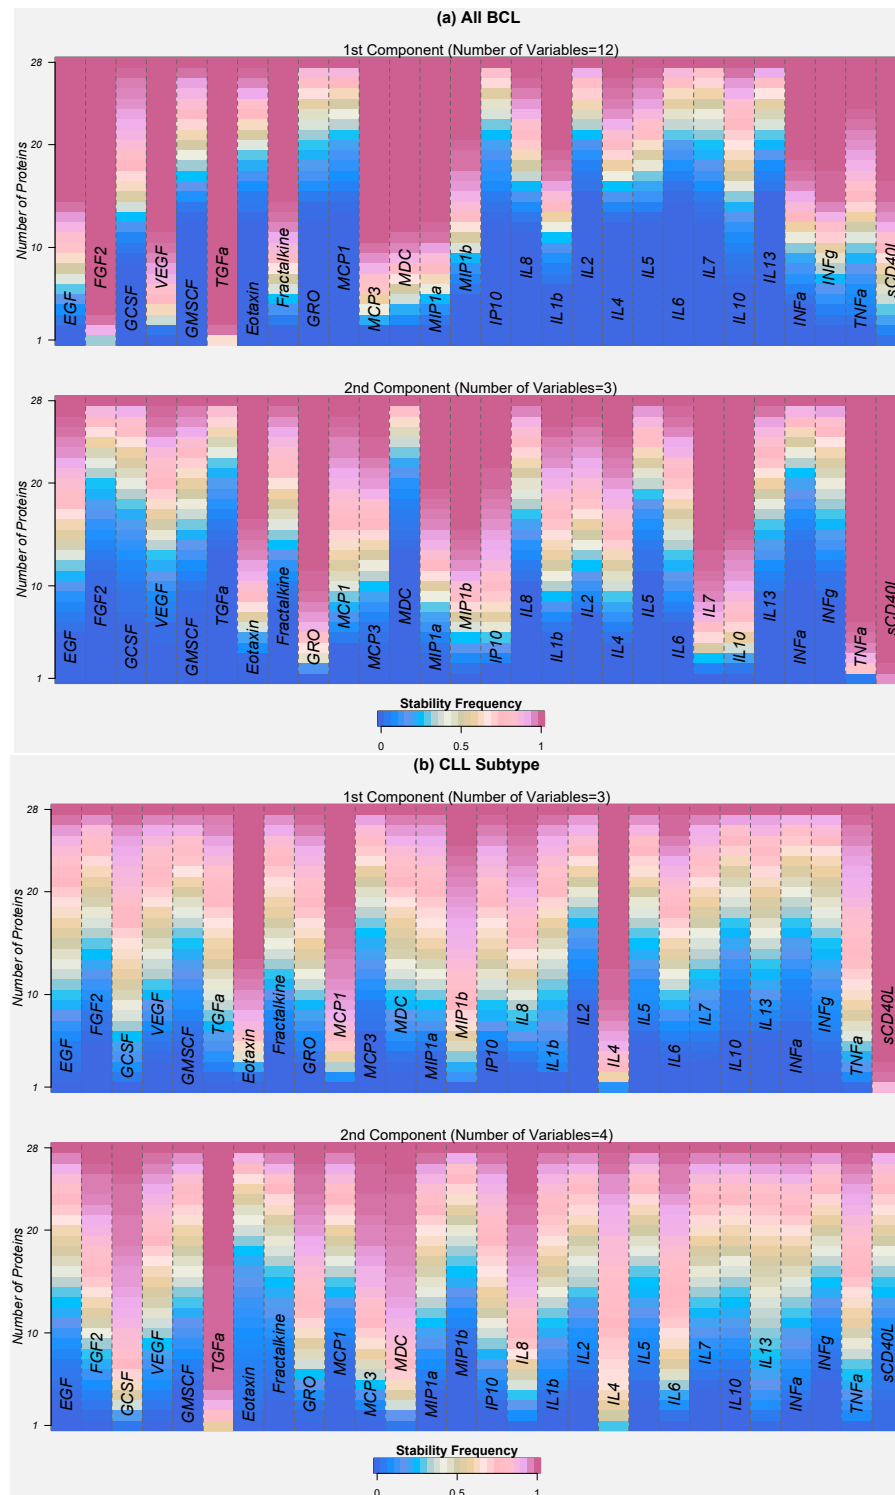 (a) All BCL
1st Component (Number of Variables=12)
Number of Proteins
28
20
10
1
EGF FGF2 GCSF VEGF GMSCF TGFa Eotaxin Fractalkine GRO MCP1 MCP3 MDC MIP1a MIP1b IP10 IL8 IL1b IL2 IL4 IL5 IL6 IL7 IL10 IL13 INFa INFg TNFa sCD40L
2nd Component (Number of Variables=3)
Number of Proteins
28
20
10
1
EGF FGF2 GCSF VEGF GMSCF TGFa Eotaxin Fractalkine GRO MCP1 MCP3 MDC MIP1a MIP1b IP10 IL8 IL1b IL2 IL4 IL5 IL6 IL7 IL10 IL13 INFa INFg TNFa sCD40L
Stability Frequency
0 0.5 1
(b) CLL Subtype
1st Component (Number of Variables=3)
Number of Proteins
28
20
10
1
EGF FGF2 GCSF VEGF GMSCF TGFa Eotaxin Fractalkine GRO MCP1 MCP3 MDC MIP1a MIP1b IP10 IL8 IL1b IL2 IL4 IL5 IL6 IL7 IL10 IL13 INFa INFg TNFa sCD40L
2nd Component (Number of Variables=4)
Number of Proteins
28
20
10
1
EGF FGF2 GCSF VEGF GMSCF TGFa Eotaxin Fractalkine GRO MCP1 MCP3 MDC MIP1a MIP1b IP10 IL8 IL1b IL2 IL4 IL5 IL6 IL7 IL10 IL13 INFa INFg TNFa sCD40L
Stability Frequency
0 0.5 1